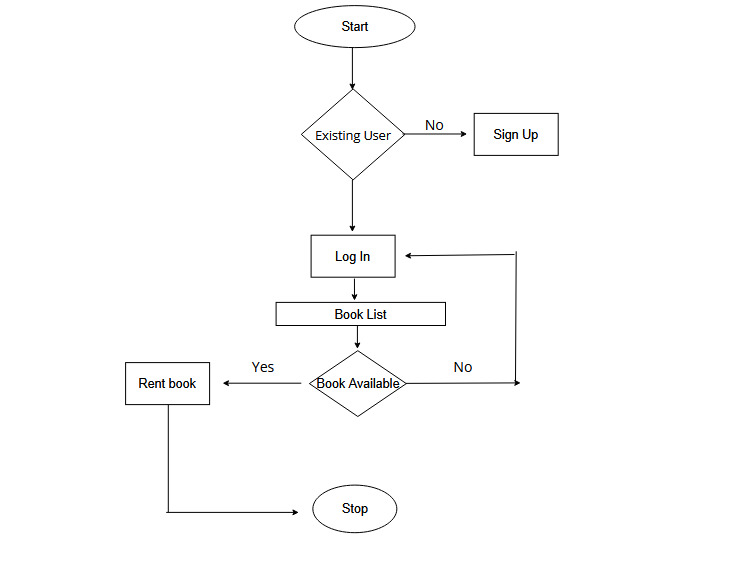 Start
Existing User
No
Sign Up
Log In
Book List
Yes
No
Rent book
Book Available
Stop